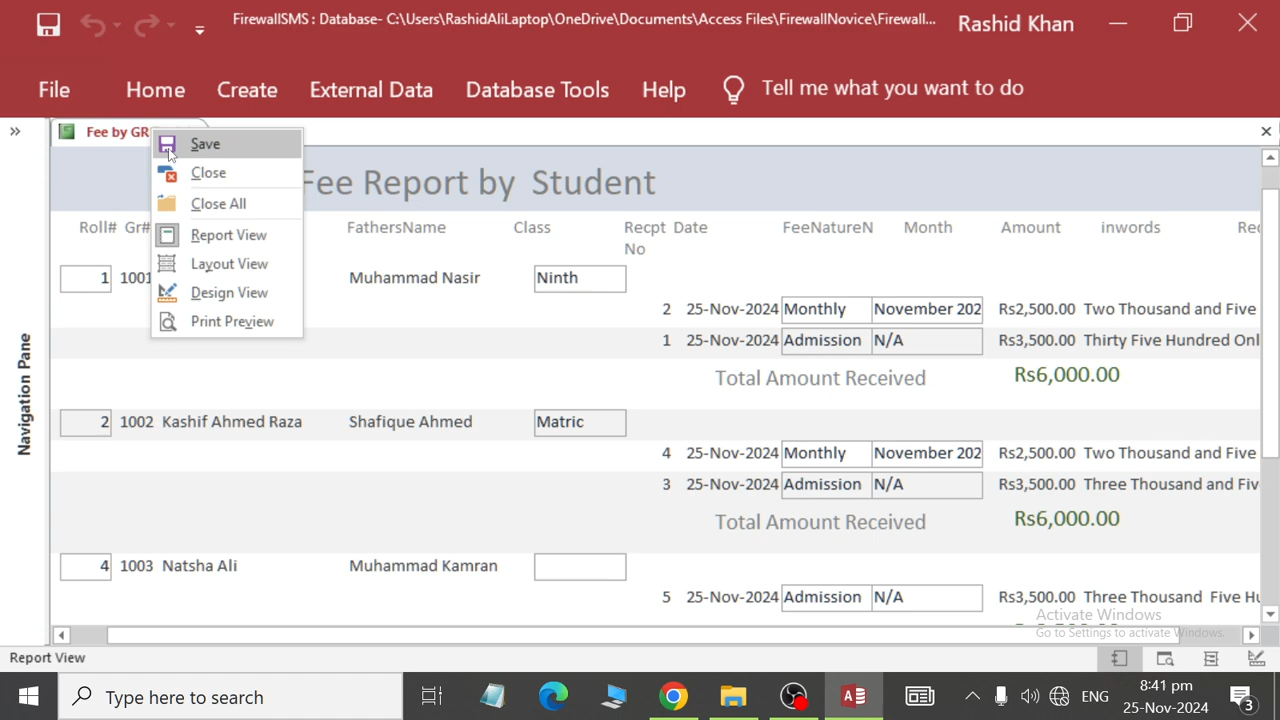 FirewallSMS : Database- C:\Users\RashidAliLaptop\OneDrive\Documents\Access Files\FirewallNovice\Firewall... Rashid Khan
File Home Create External Data Database Tools Help Tell me what you want to do
Fee by GR
Save
Close
Close All
Report View
Layout View
Design View
Print Preview
Navigation Pane
Fee Report by Student
Roll# Gr# FathersName Class Recpt No Date FeeNatureN Month Amount inwords Rec
1 1001 Muhammad Nasir Ninth
2 25-Nov-2024 Monthly November 202 Rs2,500.00 Two Thousand and Five
1 25-Nov-2024 Admission N/A Rs3,500.00 Thirty Five Hundred Onl
Total Amount Received Rs6,000.00
2 1002 Kashif Ahmed Raza Shafique Ahmed Matric
4 25-Nov-2024 Monthly November 202 Rs2,500.00 Two Thousand and Five
3 25-Nov-2024 Admission N/A Rs3,500.00 Three Thousand and Fiv
Total Amount Received Rs6,000.00
4 1003 Natsha Ali Muhammad Kamran
5 25-Nov-2024 Admission N/A Rs3,500.00 Three Thousand Five Hu
Activate Windows
Go to Settings to activate Windows.
Report View
Type here to search
ENG
8:41 pm
25-Nov-2024
3